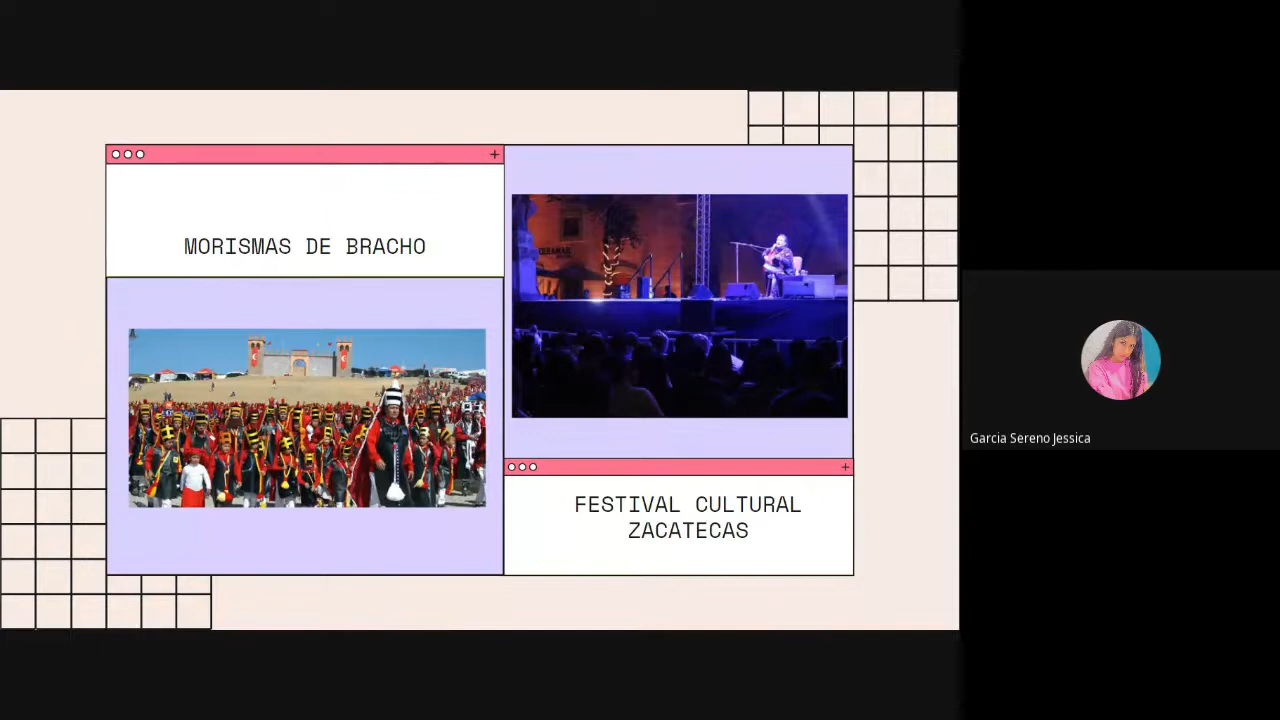 MORISMAS DE BRACHO
FESTIVAL CULTURAL
ZACATECAS
Garcia Sereno Jessica